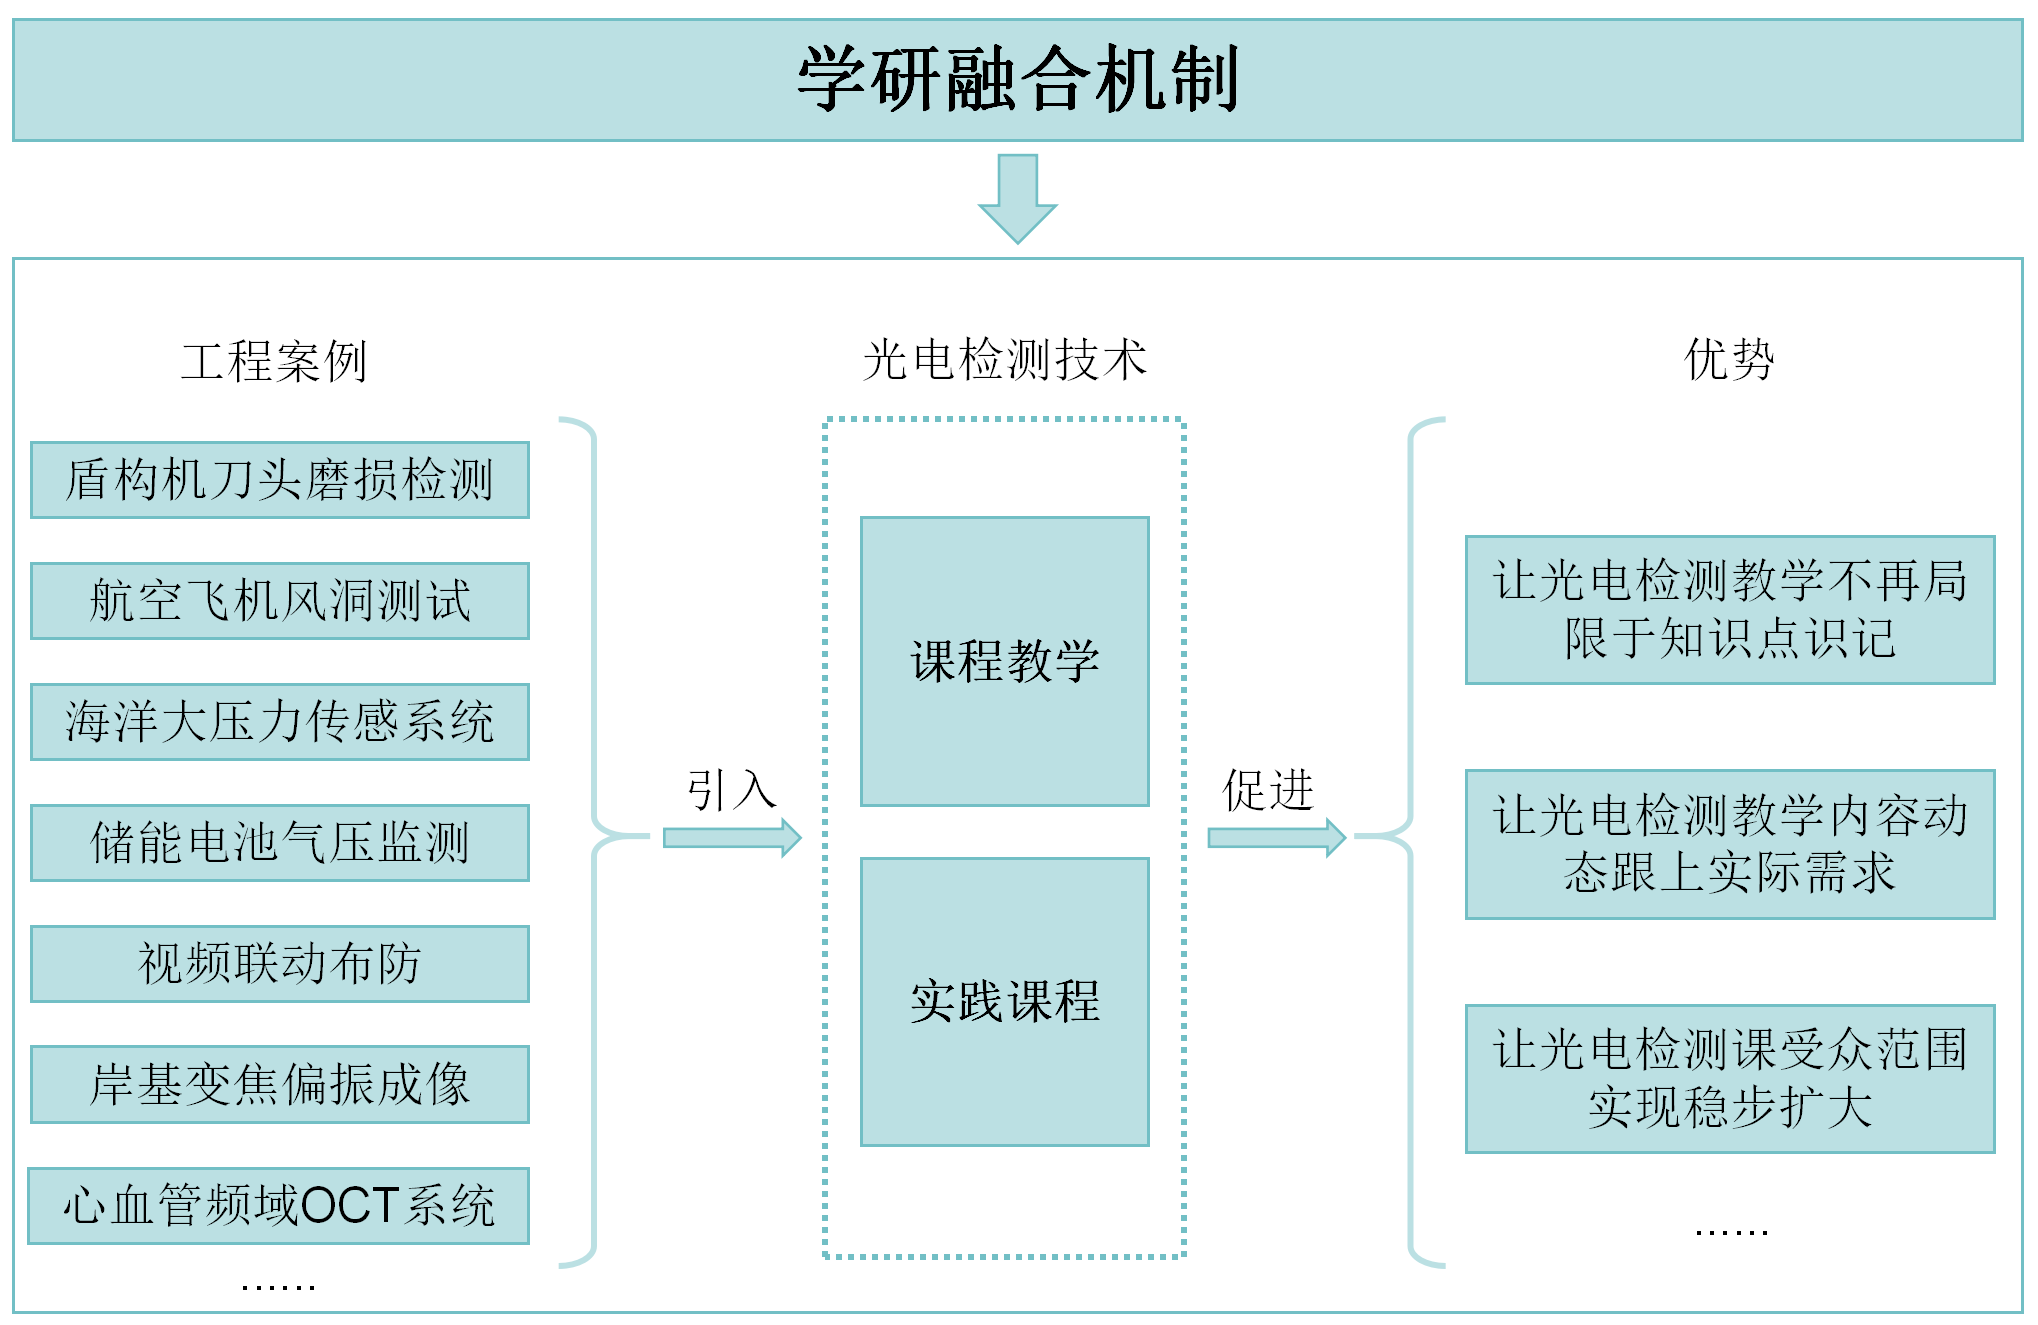 学研融合机制
工程案例
盾构机刀头磨损检测
航空飞机风洞测试
海洋大压力传感系统
储能电池气压监测
视频联动布防
岸基变焦偏振成像
心血管频域OCT系统
……
引入
光电检测技术
课程教学
实践课程
促进
优势
让光电检测教学不再局
限于知识点识记
让光电检测教学内容动
态跟上实际需求
让光电检测课受众范围
实现稳步扩大
……